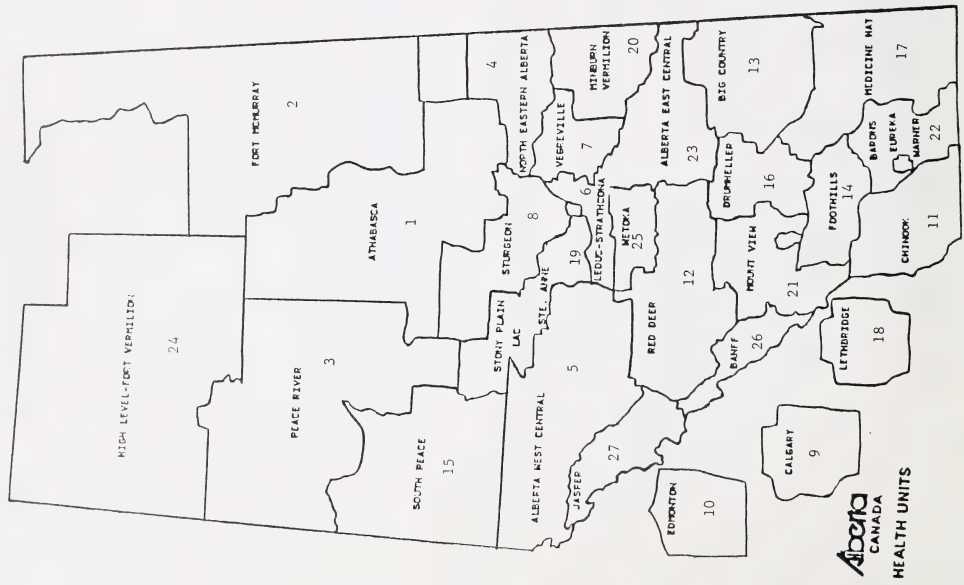 HIGH LEVEL-FORT VERMILION
24
FORT MCMURRAY
2
PEACE RIVER
3
ATHABASCA
1
SOUTH PEACE
15
STURGEON
8
4
NORTH EASTERN ALBERTA
STONY PLAIN
LAC
STE. ANNE
19
VEGREVILLE
7
MINBURN
VERMILION
20
6
LEDUC-STRATHCONA
WETOKA
25
ALBERTA WEST CENTRAL
5
JASPER
27
RED DEER
12
ALBERTA EAST CENTRAL
23
BIG COUNTRY
13
DRUMHELLER
16
MOUNT VIEW
21
BANFF
26
FOOTHILLS
14
MEDICINE HAT
17
BARONS
EUREKA
WARNER
22
CHINOOK
11
EDMONTON
10
CALGARY
9
LETHBRIDGE
18
Alberta
CANADA
HEALTH UNITS